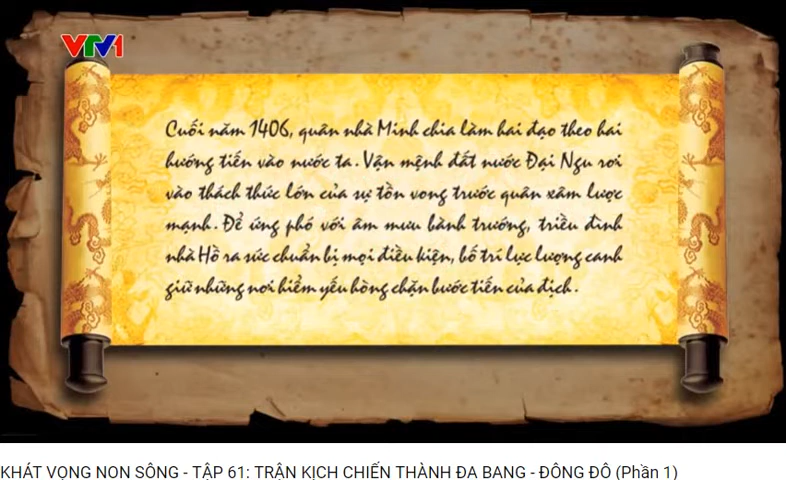 VTV1
Cuối năm 1406, quân nhà Minh chia làm hai đạo theo hai
hướng tiến vào nước ta. Vận mệnh đất nước Đại Ngu rơi
vào thách thức lớn của sự tồn vong trước quân xâm lược
mạnh. Để ứng phó với âm mưu bành trướng, triều đình
nhà Hồ ra sức chuẩn bị mọi điều kiện, bố trí lực lượng canh
giữ những nơi hiểm yếu hòng chặn bước tiến của địch.
KHÁT VỌNG NON SÔNG - TẬP 61: TRẬN KỊCH CHIẾN THÀNH ĐA BANG - ĐÔNG ĐÔ (Phần 1)